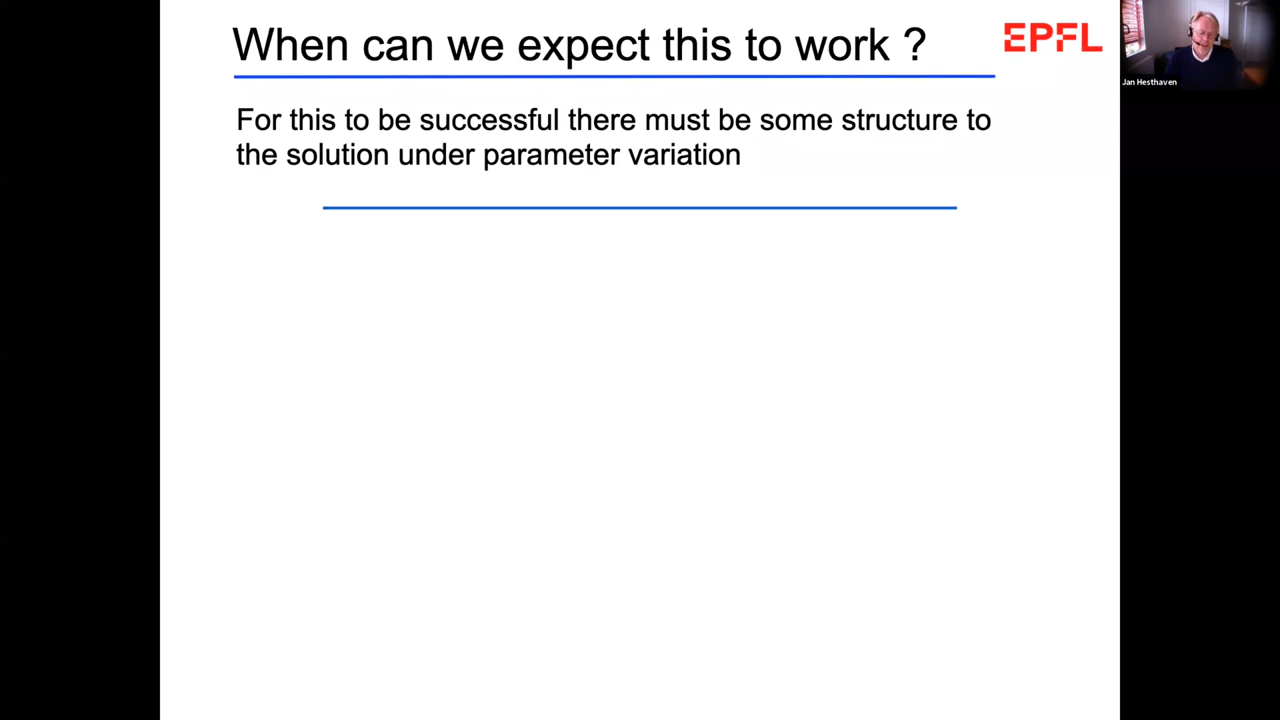 When can we expect this to work ?
EPFL
For this to be successful there must be some structure to
the solution under parameter variation
Jan Hesthaven